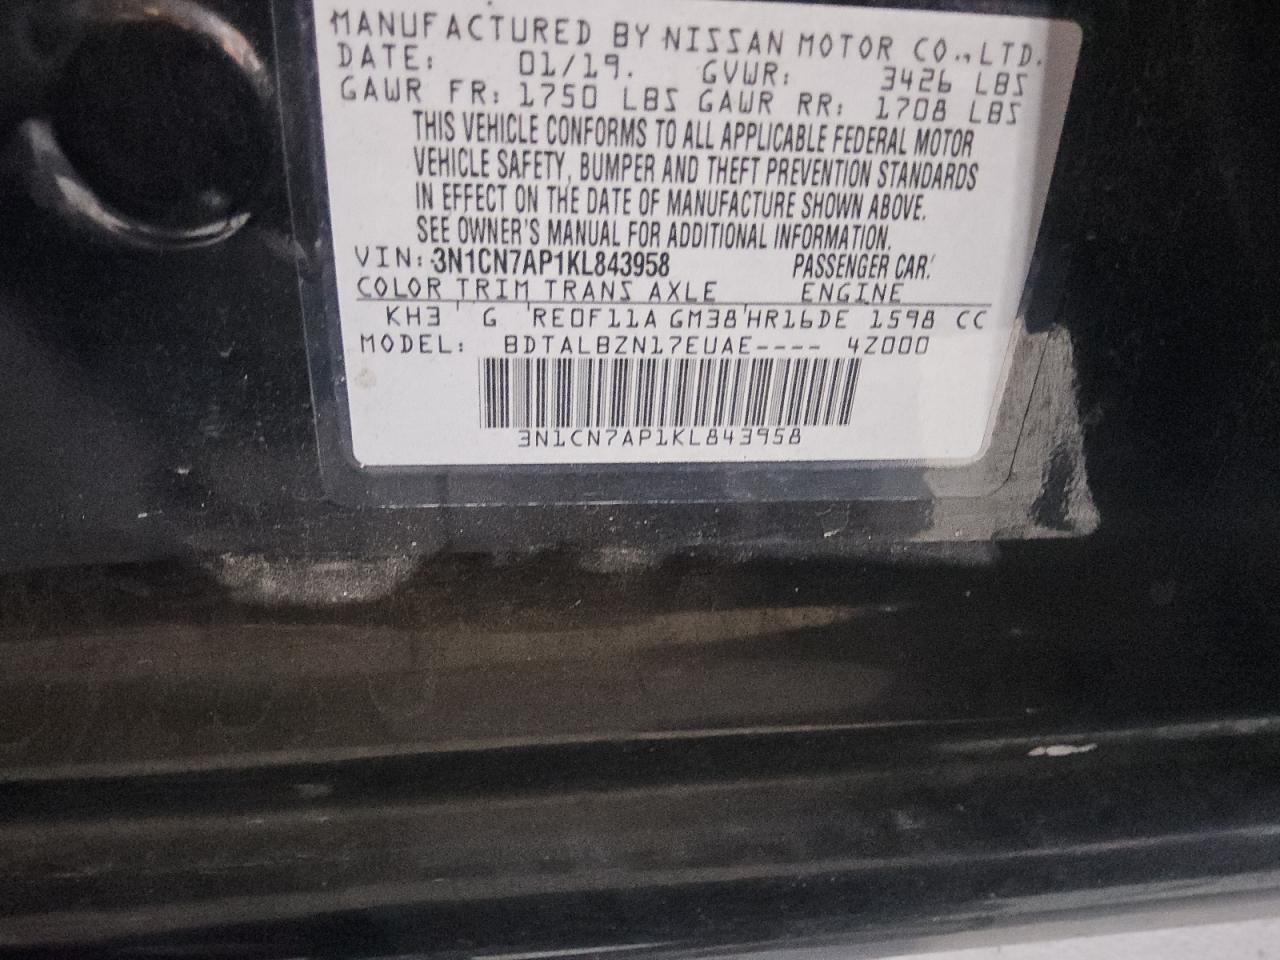 MANUFACTURED BY NISSAN MOTOR CO.,LTD.
DATE: 01/19. GVWR: 3426 LBS
GAWR FR: 1750 LBS GAWR RR: 1708 LBS
THIS VEHICLE CONFORMS TO ALL APPLICABLE FEDERAL MOTOR
VEHICLE SAFETY, BUMPER AND THEFT PREVENTION STANDARDS
IN EFFECT ON THE DATE OF MANUFACTURE SHOWN ABOVE.
SEE OWNER'S MANUAL FOR ADDITIONAL INFORMATION.
VIN: 3N1CN7AP1KL843958 PASSENGER CAR.
COLOR TRIM TRANS AXLE ENGINE
KH3 G RE0F11A GM38 HR16DE 1598 CC
MODEL: BDTALBZN17EUAE---- 4Z000
3N1CN7AP1KL843958